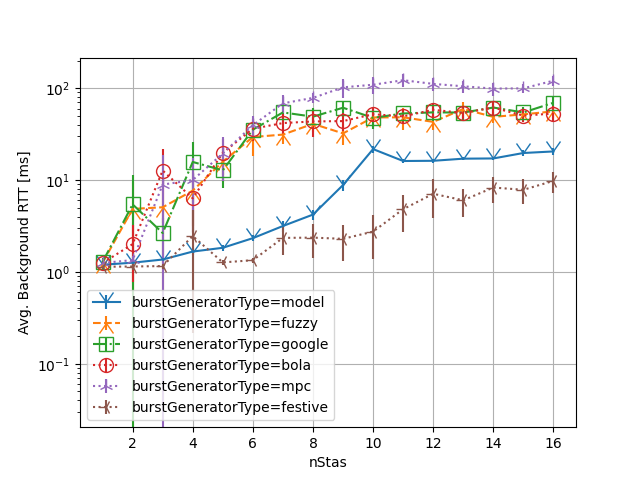 Avg. Background RTT [ms]
10²
10¹
10⁰
10⁻¹
burstGeneratorType=model
burstGeneratorType=fuzzy
burstGeneratorType=google
burstGeneratorType=bola
burstGeneratorType=mpc
burstGeneratorType=festive
2 4 6 8 10 12 14 16
nStas